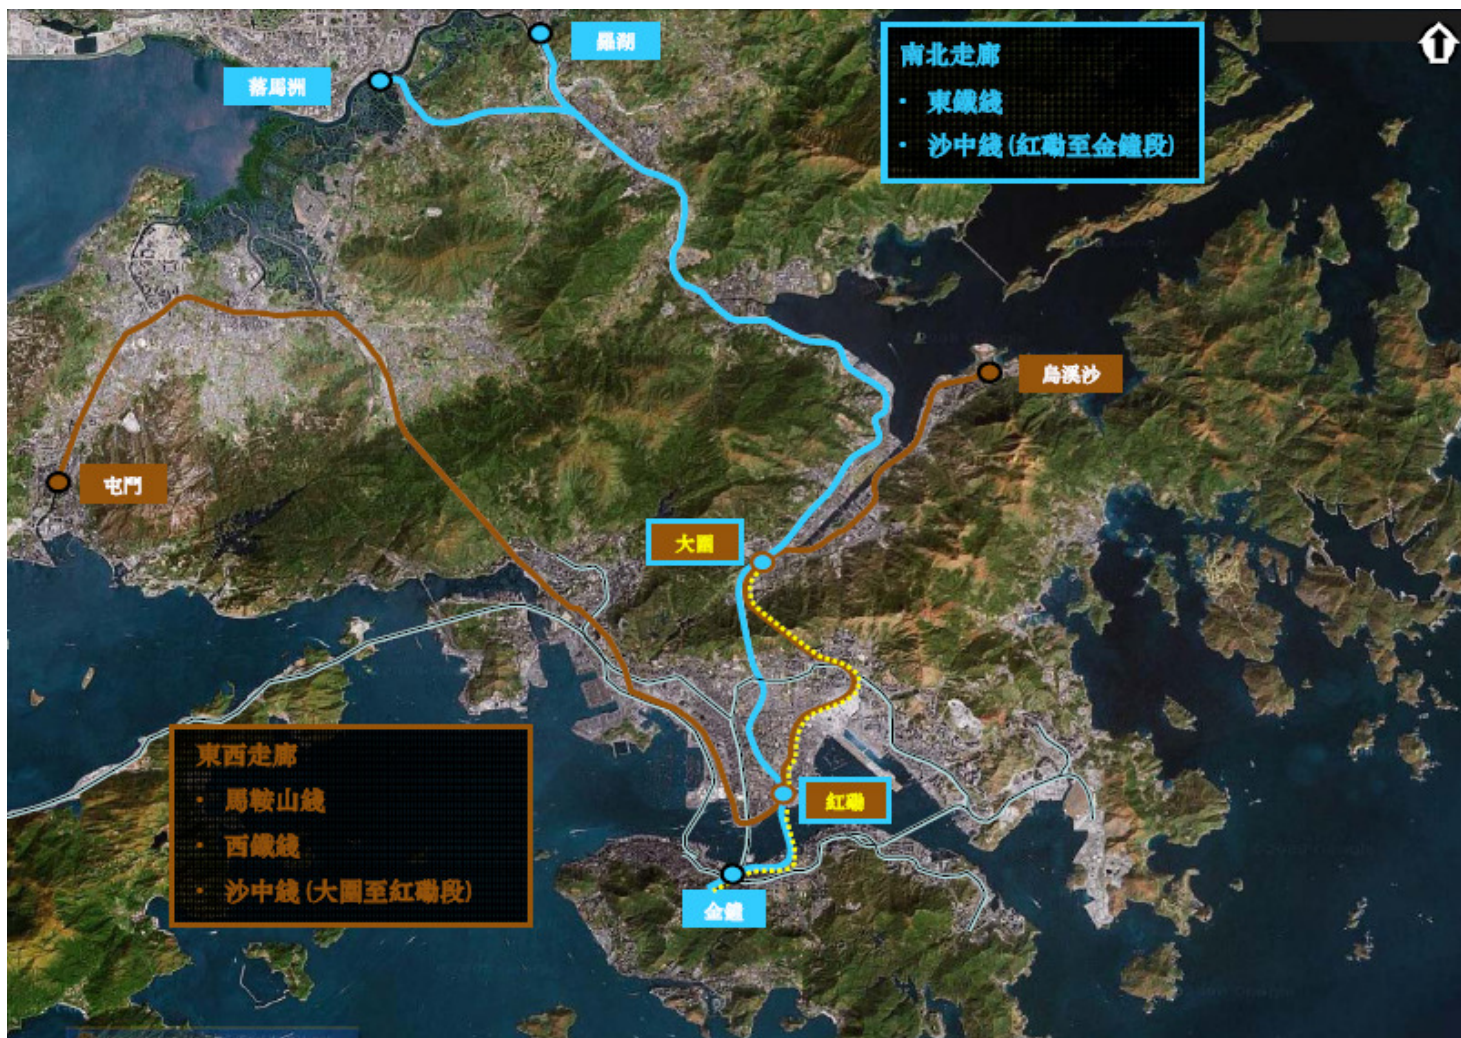 羅湖
落馬洲
南北走廊
• 東鐵綫
• 沙中綫 (紅磡至金鐘段)
烏溪沙
屯門
大圍
東西走廊
• 馬鞍山綫
• 西鐵綫
• 沙中綫 (大圍至紅磡段)
紅磡
金鐘